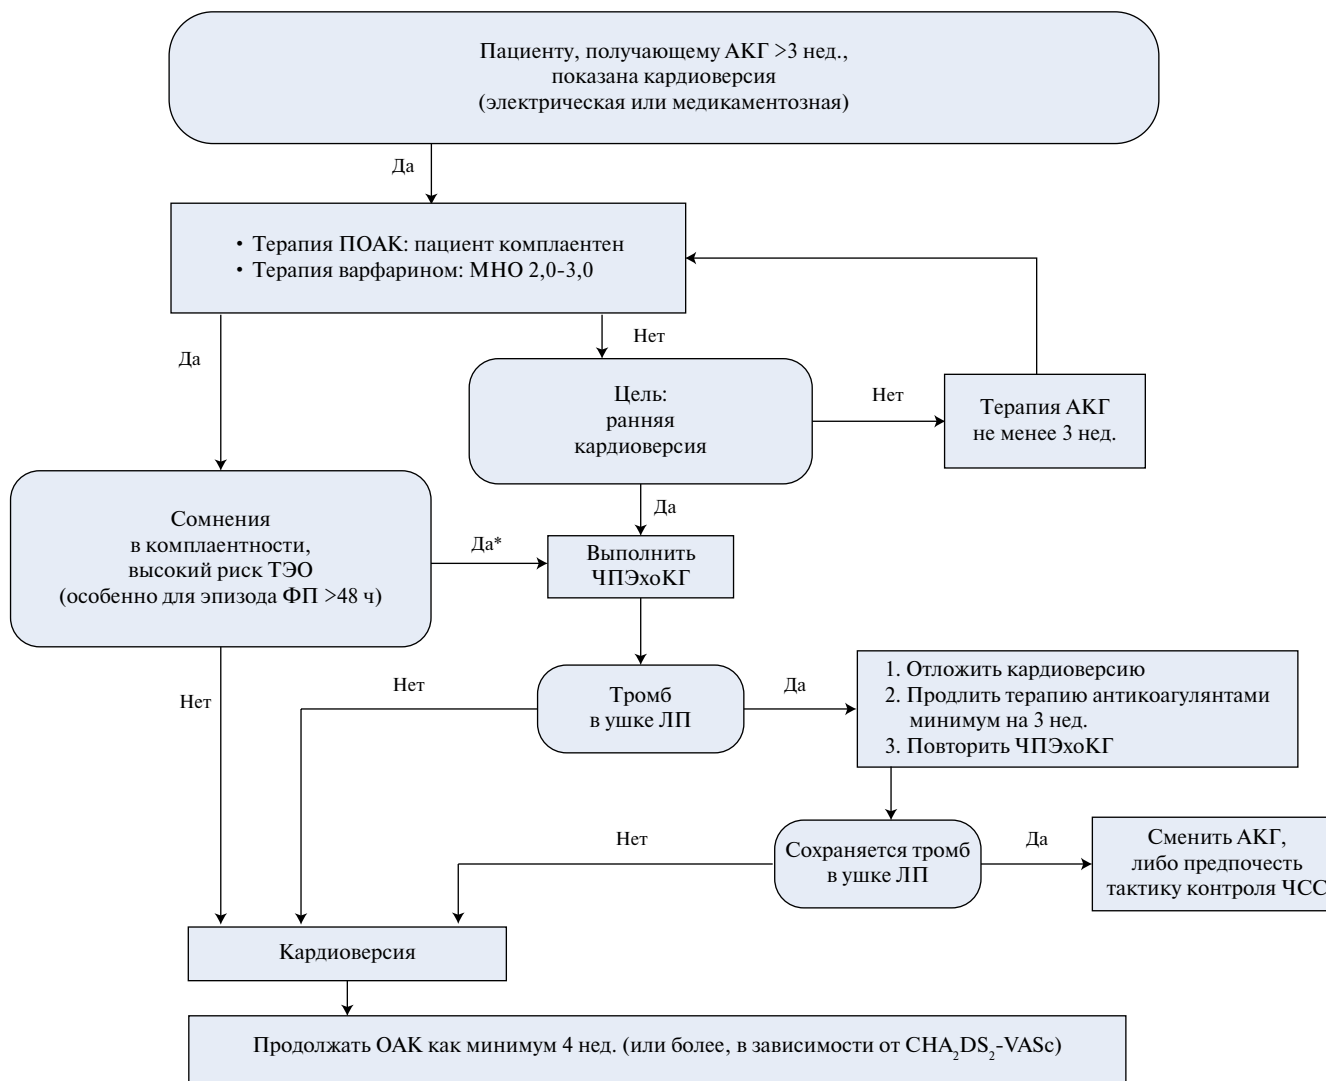 Пациенту, получающему АКГ >3 нед.,
показана кардиоверсия
(электрическая или медикаментозная)
Да
• Терапия ПОАК: пациент комплаентен
• Терапия варфарином: МНО 2,0-3,0
Да
Нет
Цель:
ранняя
кардиоверсия
Нет
Терапия АКГ
не менее 3 нед.
Да
Сомнения
в комплаентности,
высокий риск ТЭО
(особенно для эпизода ФП >48 ч)
Да*
Выполнить
ЧПЭхоКГ
Нет
Нет
Тромб
в ушке ЛП
Да
1. Отложить кардиоверсию
2. Продлить терапию антикоагулянтами
минимум на 3 нед.
3. Повторить ЧПЭхоКГ
Нет
Сохраняется тромб
в ушке ЛП
Да
Сменить АКГ,
либо предпочесть
тактику контроля ЧСС
Кардиоверсия
Продолжать ОАК как минимум 4 нед. (или более, в зависимости от CHA₂DS₂-VASc)